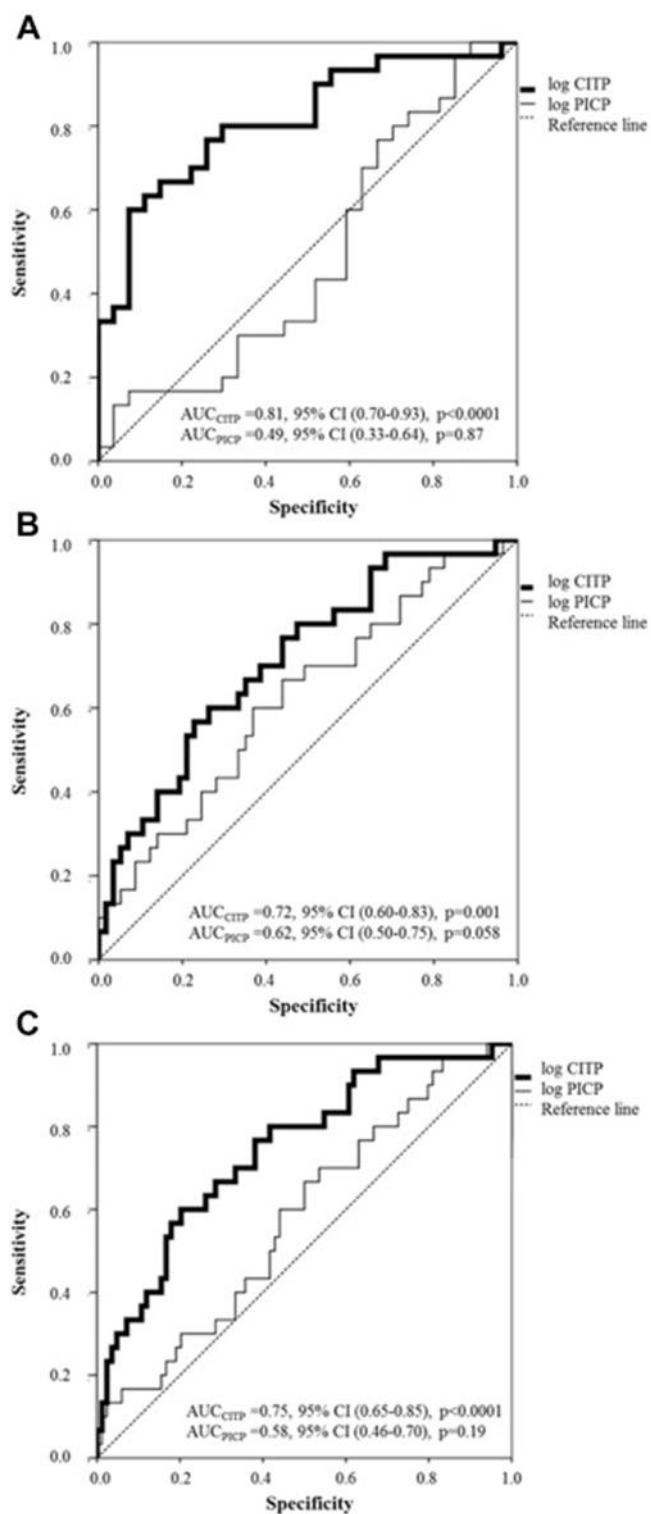 A
1.0
0.8
0.6
0.4
0.2
0.0
Sensitivity
log CITP
log PICP
Reference line
AUCCITP =0.81, 95% CI (0.70-0.93), p<0.0001
AUCPICP =0.49, 95% CI (0.33-0.64), p=0.87
0.0 0.2 0.4 0.6 0.8 1.0
Specificity
B
1.0
0.8
0.6
0.4
0.2
0.0
Sensitivity
log CITP
log PICP
Reference line
AUCCITP =0.72, 95% CI (0.60-0.83), p=0.001
AUCPICP =0.62, 95% CI (0.50-0.75), p=0.058
0.0 0.2 0.4 0.6 0.8 1.0
Specificity
C
1.0
0.8
0.6
0.4
0.2
0.0
Sensitivity
log CITP
log PICP
Reference line
AUCCITP =0.75, 95% CI (0.65-0.85), p<0.0001
AUCPICP =0.58, 95% CI (0.46-0.70), p=0.19
0.0 0.2 0.4 0.6 0.8 1.0
Specificity